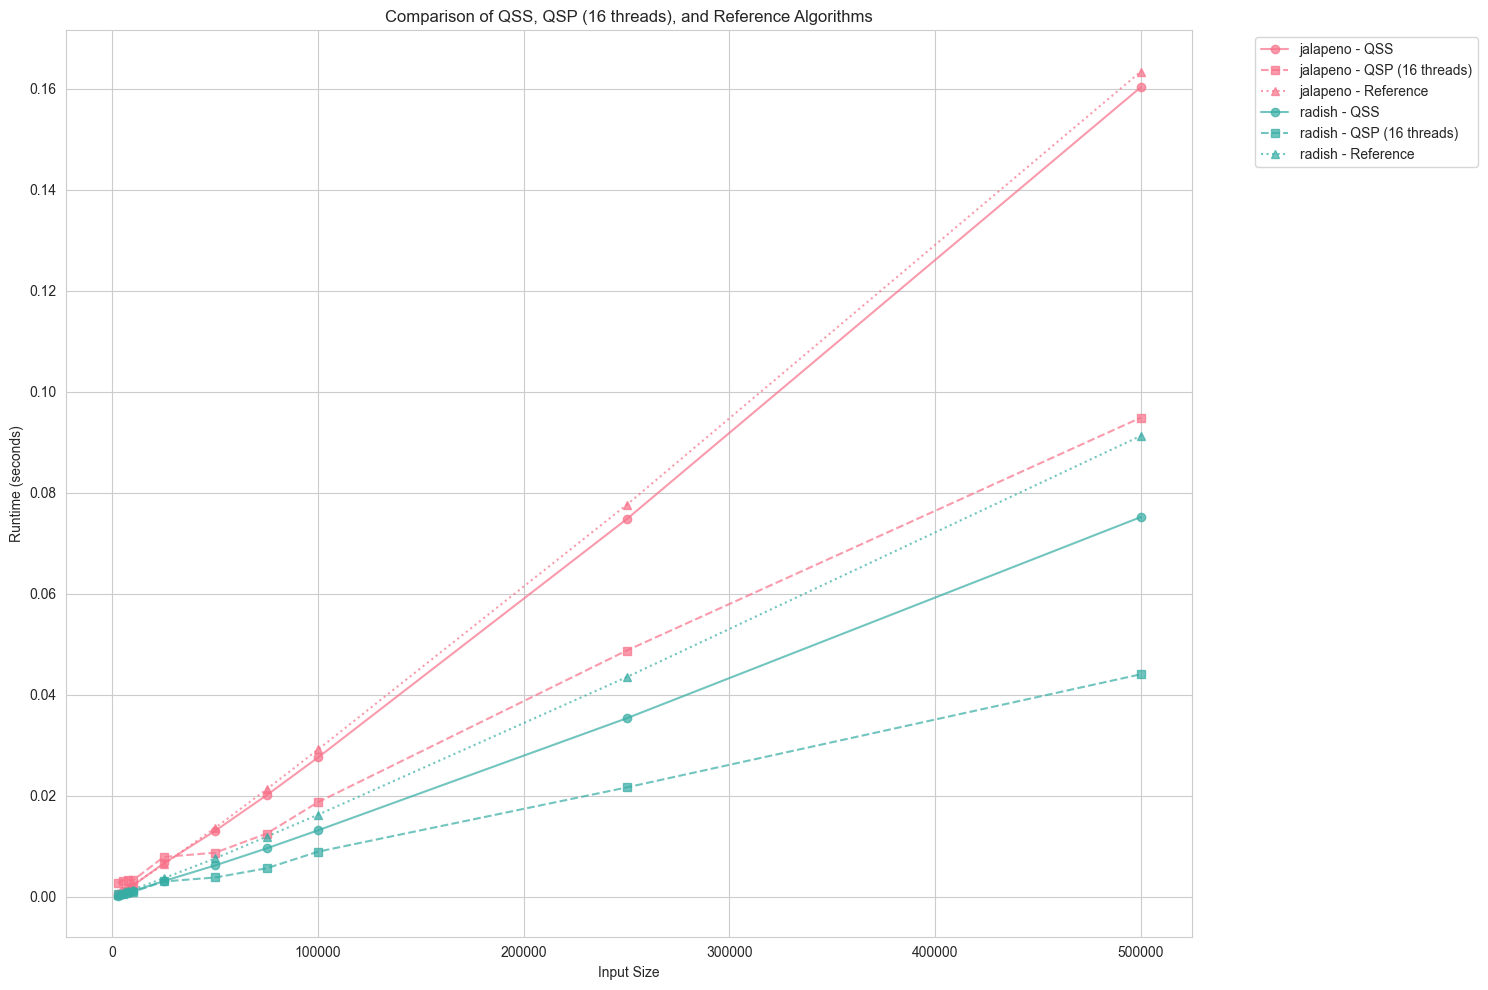 Comparison of QSS, QSP (16 threads), and Reference Algorithms
jalapeno - QSS
jalapeno - QSP (16 threads)
jalapeno - Reference
radish - QSS
radish - QSP (16 threads)
radish - Reference
Runtime (seconds)
0.16
0.14
0.12
0.10
0.08
0.06
0.04
0.02
0.00
0 100000 200000 300000 400000 500000
Input Size